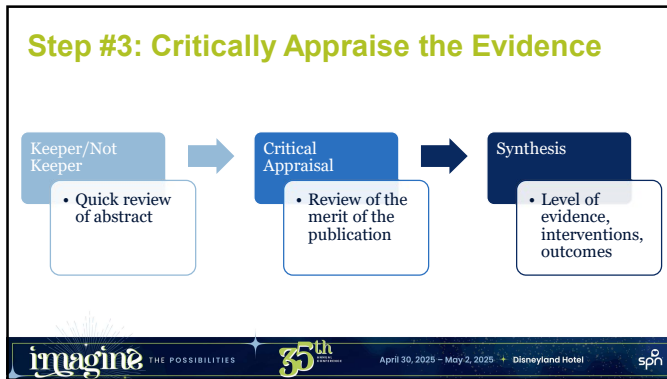 Step #3: Critically Appraise the Evidence
Keeper/Not
Keeper
• Quick review
of abstract
Critical
Appraisal
• Review of the
merit of the
publication
Synthesis
• Level of
evidence,
interventions,
outcomes
imagine THE POSSIBILITIES
35th
ANNUAL
CONFERENCE
April 30, 2025 – May 2, 2025 + Disneyland Hotel
spn